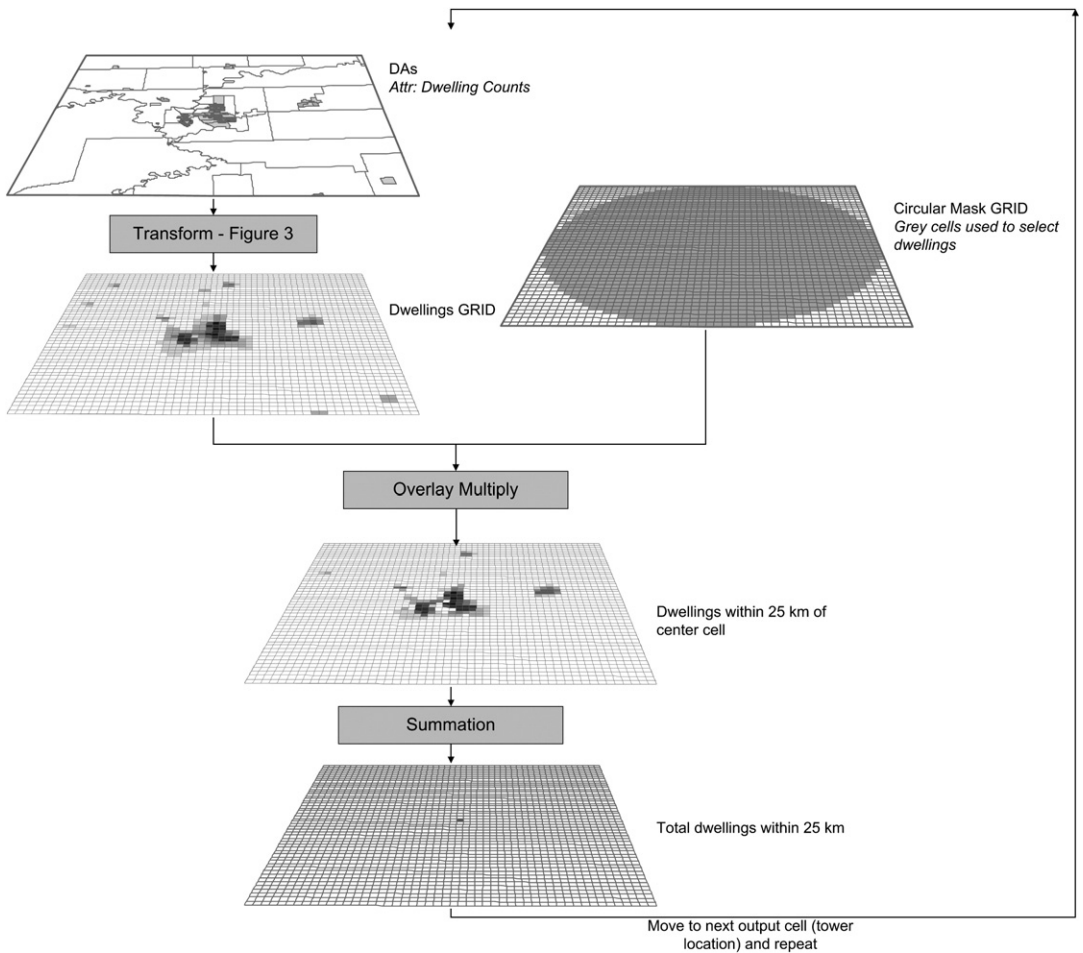 DAs
Attr: Dwelling Counts
Transform - Figure 3
Circular Mask GRID
Grey cells used to select
dwellings
Dwellings GRID
Overlay Multiply
Dwellings within 25 km of
center cell
Summation
Total dwellings within 25 km
Move to next output cell (tower
location) and repeat